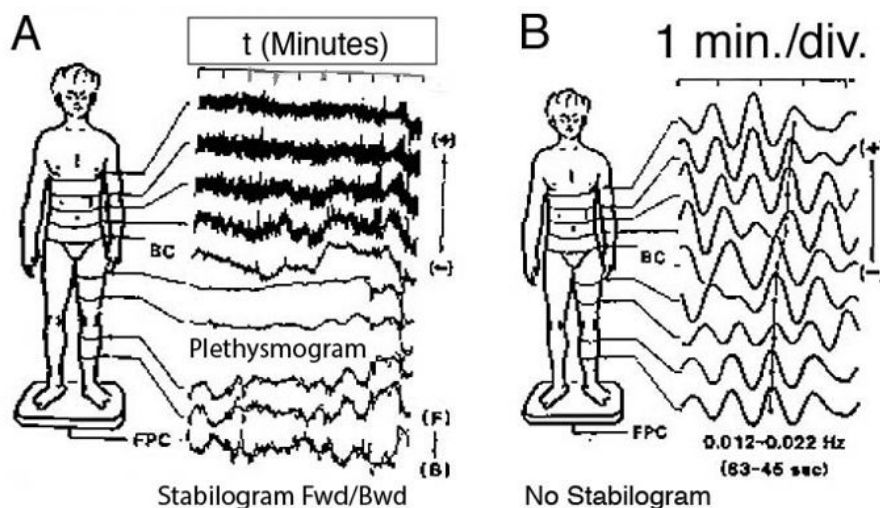 A
t (Minutes)
(+)
(-)
BC
Plethysmogram
FPC
(F)
(B)
Stabilogram Fwd/Bwd
B
1 min./div.
(+)
(-)
BC
FPC
0.012-0.022 Hz
(83-45 sec)
No Stabilogram